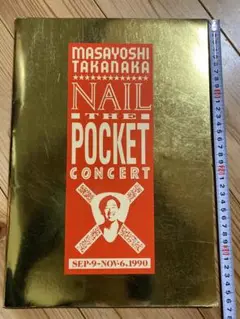 MASAYOSHI
TAKANAKA
NAIL
THE
POCKET
CONCERT
SEP·9-NOV·6,1990